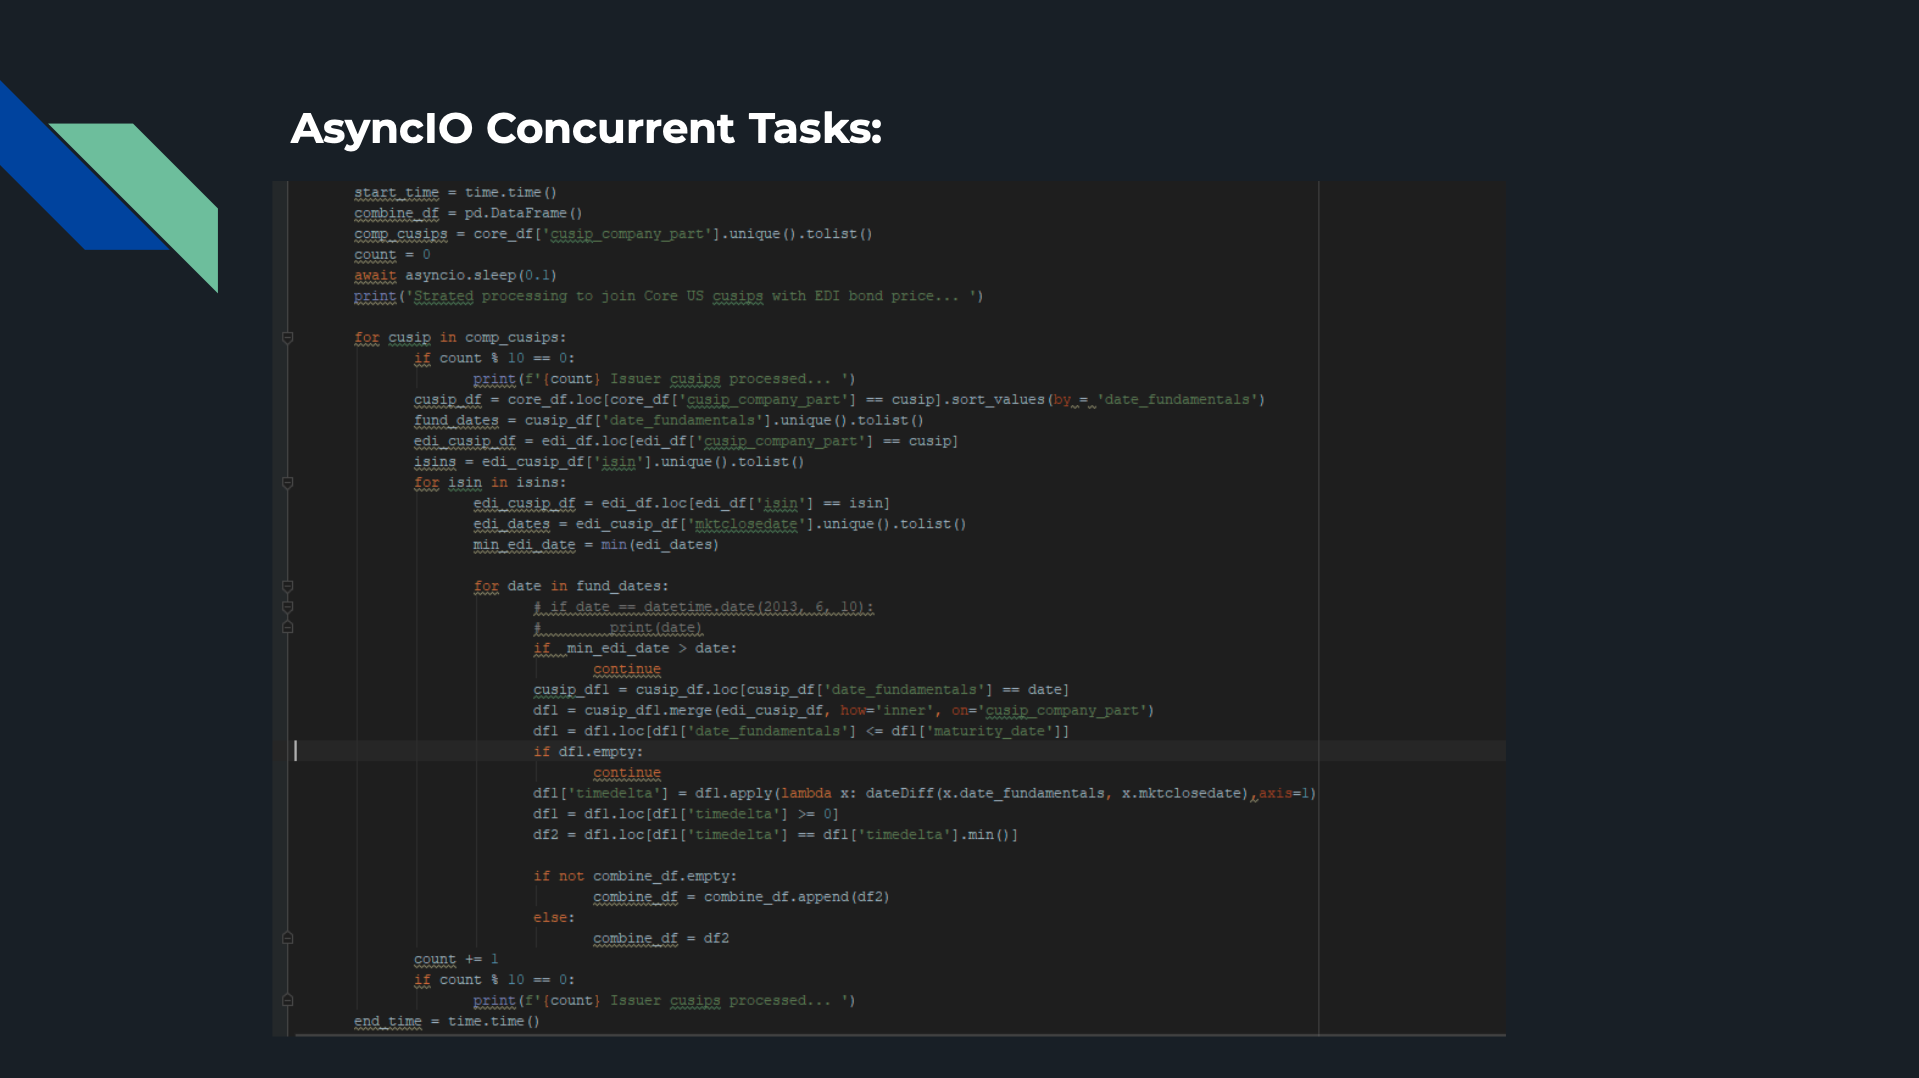 AsyncIO Concurrent Tasks:
start_time = time.time()
combine_df = pd.DataFrame()
comp_cusips = core_df['cusip_company_part'].unique().tolist()
count = 0
await asyncio.sleep(0.1)
print('Strated processing to join Core US cusips with EDI bond price... ')
for cusip in comp_cusips:
if count % 10 == 0:
print(f'{count} Issuer cusips processed... ')
cusip_df = core_df.loc[core_df['cusip_company_part'] == cusip].sort_values(by = 'date_fundamentals')
fund_dates = cusip_df['date_fundamentals'].unique().tolist()
edi_cusip_df = edi_df.loc[edi_df['cusip_company_part'] == cusip]
isins = edi_cusip_df['isin'].unique().tolist()
for isin in isins:
edi_cusip_df = edi_df.loc[edi_df['isin'] == isin]
edi_dates = edi_cusip_df['mktclosedate'].unique().tolist()
min_edi_date = min(edi_dates)
for date in fund_dates:
# if date == datetime.date(2013, 6, 10):
#        print(date)
if  min_edi_date > date:
continue
cusip_df1 = cusip_df.loc[cusip_df['date_fundamentals'] == date]
df1 = cusip_df1.merge(edi_cusip_df, how='inner', on='cusip_company_part')
df1 = df1.loc[df1['date_fundamentals'] <= df1['maturity_date']]
if df1.empty:
continue
df1['timedelta'] = df1.apply(lambda x: dateDiff(x.date_fundamentals, x.mktclosedate),axis=1)
df1 = df1.loc[df1['timedelta'] >= 0]
df2 = df1.loc[df1['timedelta'] == df1['timedelta'].min()]
if not combine_df.empty:
combine_df = combine_df.append(df2)
else:
combine_df = df2
count += 1
if count % 10 == 0:
print(f'{count} Issuer cusips processed... ')
end_time = time.time()